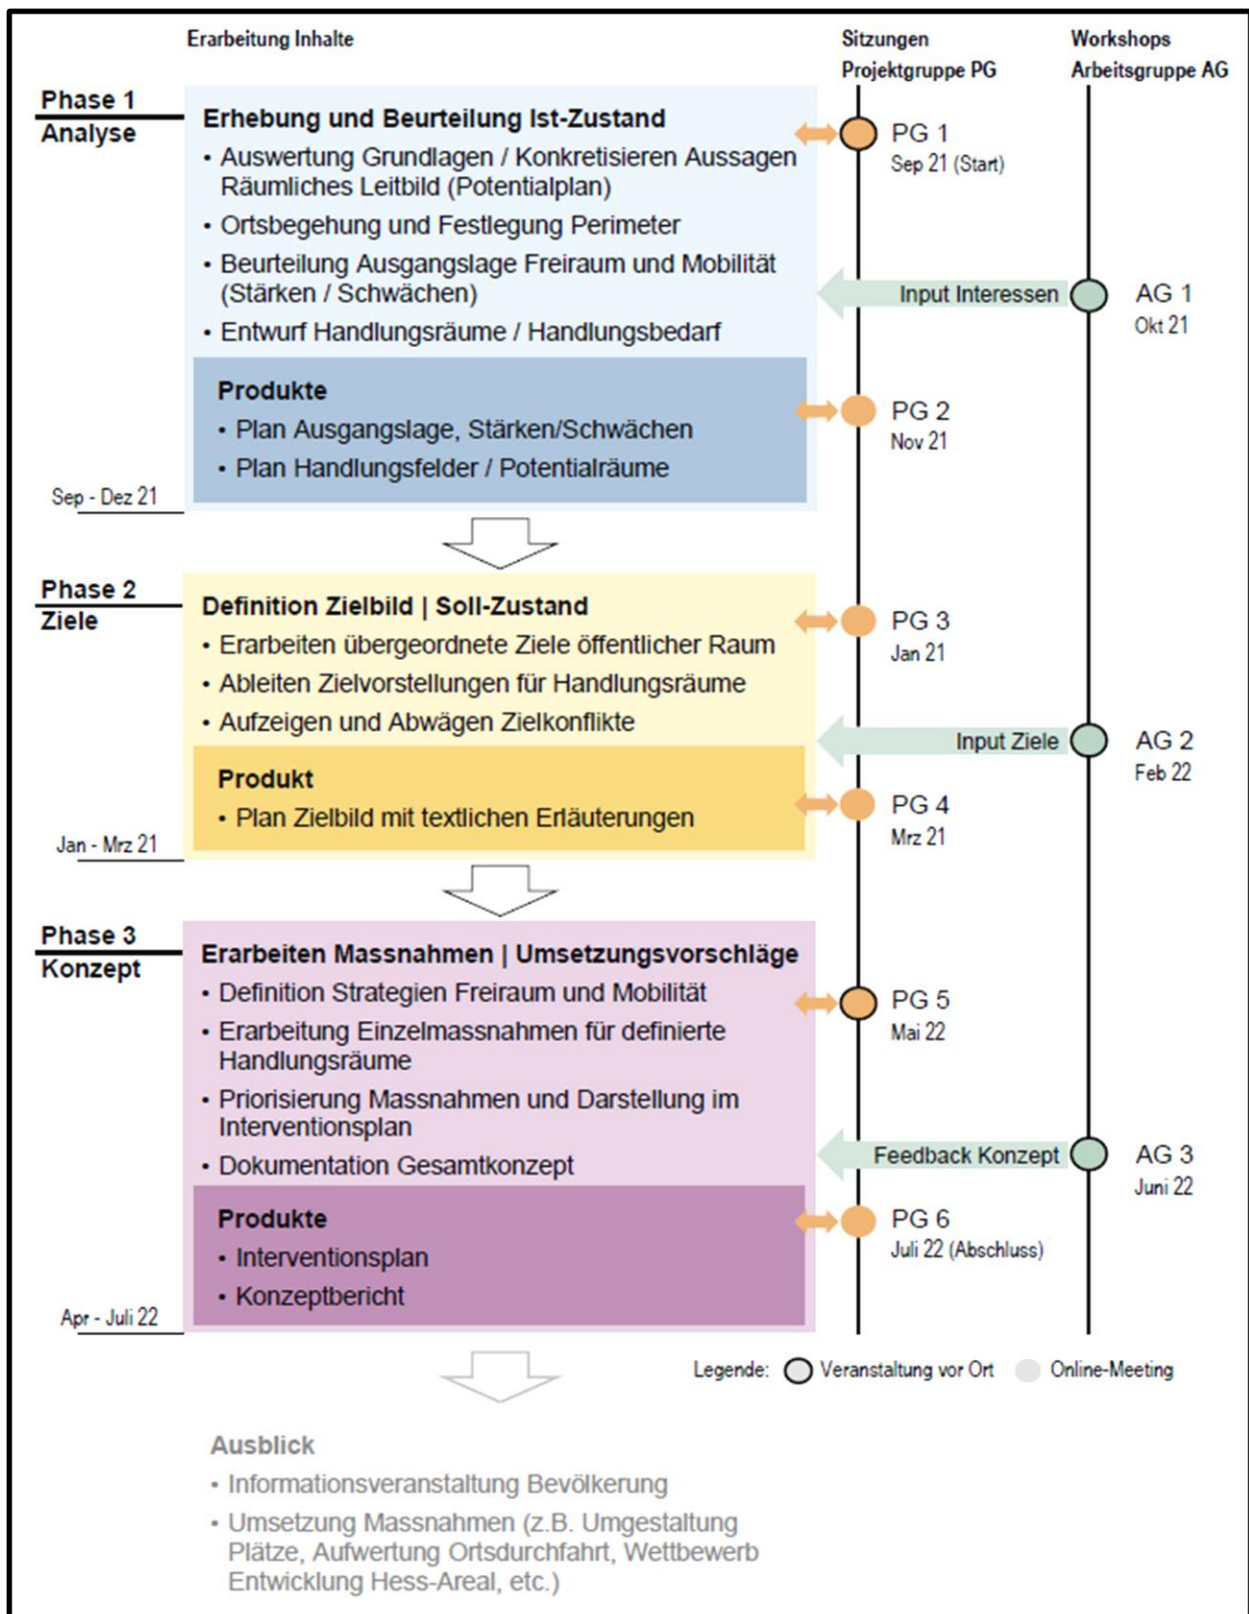 Erarbeitung Inhalte
Sitzungen
Projektgruppe PG
Workshops
Arbeitsgruppe AG
Phase 1
Analyse
Erhebung und Beurteilung Ist-Zustand
• Auswertung Grundlagen / Konkretisieren Aussagen
Räumliches Leitbild (Potentialplan)
• Ortsbegehung und Festlegung Perimeter
• Beurteilung Ausgangslage Freiraum und Mobilität
(Stärken / Schwächen)
• Entwurf Handlungsräume / Handlungsbedarf
Produkte
• Plan Ausgangslage, Stärken/Schwächen
• Plan Handlungsfelder / Potentialräume
Sep - Dez 21
PG 1
Sep 21 (Start)
Input Interessen
AG 1
Okt 21
PG 2
Nov 21
Phase 2
Ziele
Definition Zielbild | Soll-Zustand
• Erarbeiten übergeordnete Ziele öffentlicher Raum
• Ableiten Zielvorstellungen für Handlungsräume
• Aufzeigen und Abwägen Zielkonflikte
Produkt
• Plan Zielbild mit textlichen Erläuterungen
Jan - Mrz 21
PG 3
Jan 21
Input Ziele
AG 2
Feb 22
PG 4
Mrz 21
Phase 3
Konzept
Erarbeiten Massnahmen | Umsetzungsvorschläge
• Definition Strategien Freiraum und Mobilität
• Erarbeitung Einzelmassnahmen für definierte
Handlungsräume
• Priorisierung Massnahmen und Darstellung im
Interventionsplan
• Dokumentation Gesamtkonzept
Produkte
• Interventionsplan
• Konzeptbericht
Apr - Juli 22
PG 5
Mai 22
Feedback Konzept
AG 3
Juni 22
PG 6
Juli 22 (Abschluss)
Legende: Veranstaltung vor Ort Online-Meeting
Ausblick
• Informationsveranstaltung Bevölkerung
• Umsetzung Massnahmen (z.B. Umgestaltung
Plätze, Aufwertung Ortsdurchfahrt, Wettbewerb
Entwicklung Hess-Areal, etc.)